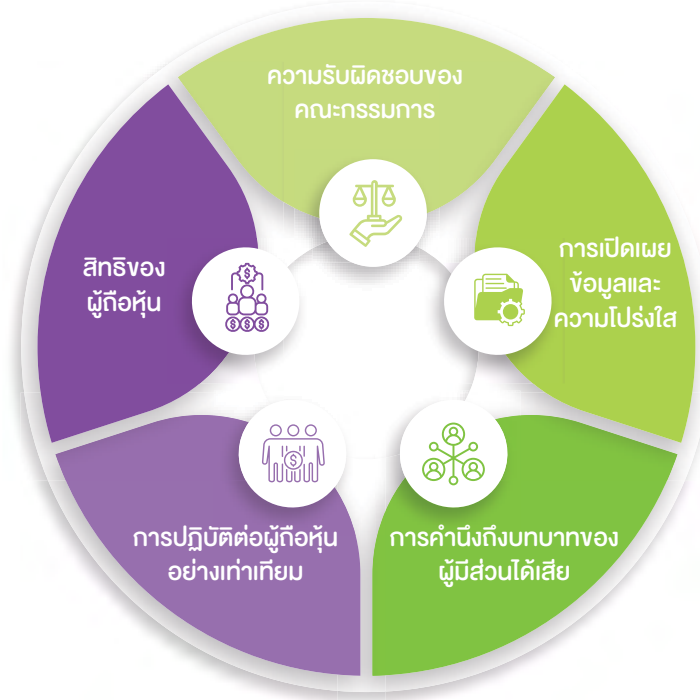 ความรับผิดชอบของ
คณะกรรมการ
การเปิดเผย
ข้อมูลและ
ความโปร่งใส
การคำนึงถึงบทบาทของ
ผู้มีส่วนได้เสีย
การปฏิบัติต่อผู้ถือหุ้น
อย่างเท่าเทียม
สิทธิของ
ผู้ถือหุ้น
$
$
$
$
$